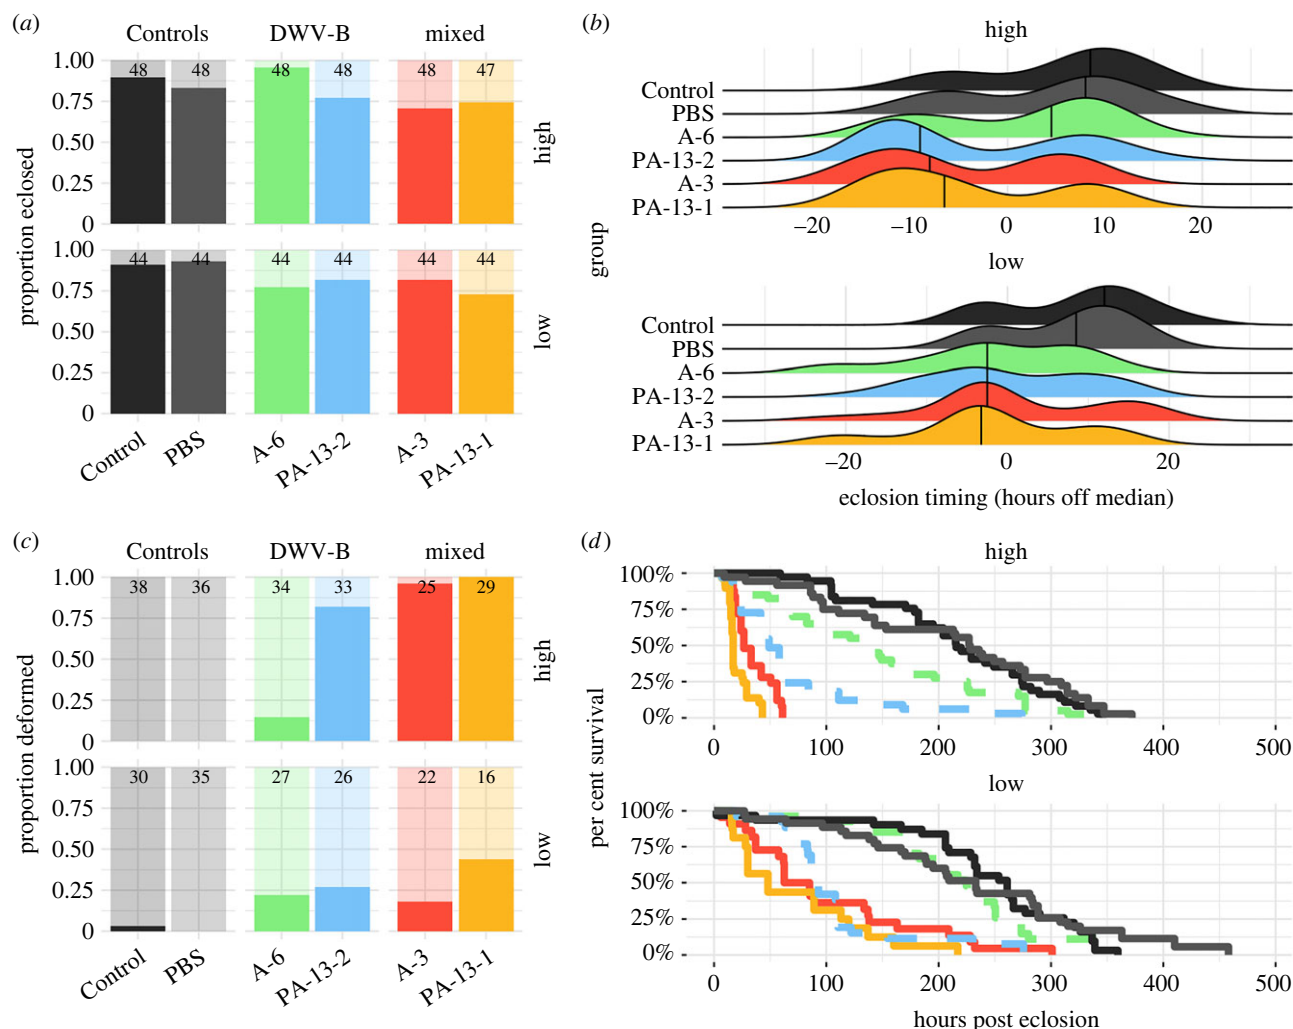 (a)
Controls DWV-B mixed
proportion eclosed
1.00
0.75
0.50
0.25
0
48 48 48 48 48 47
high
1.00
0.75
0.50
0.25
0
44 44 44 44 44 44
low
Control PBS A-6 PA-13-2 A-3 PA-13-1
(b)
high
group
Control
PBS
A-6
PA-13-2
A-3
PA-13-1
–20 –10 0 10 20
low
Control
PBS
A-6
PA-13-2
A-3
PA-13-1
–20 0 20
eclosion timing (hours off median)
(c)
Controls DWV-B mixed
proportion deformed
1.00
0.75
0.50
0.25
0
38 36 34 33 25 29
high
1.00
0.75
0.50
0.25
0
30 35 27 26 22 16
low
Control PBS A-6 PA-13-2 A-3 PA-13-1
(d)
high
per cent survival
100%
75%
50%
25%
0%
0 100 200 300 400 500
low
100%
75%
50%
25%
0%
0 100 200 300 400 500
hours post eclosion